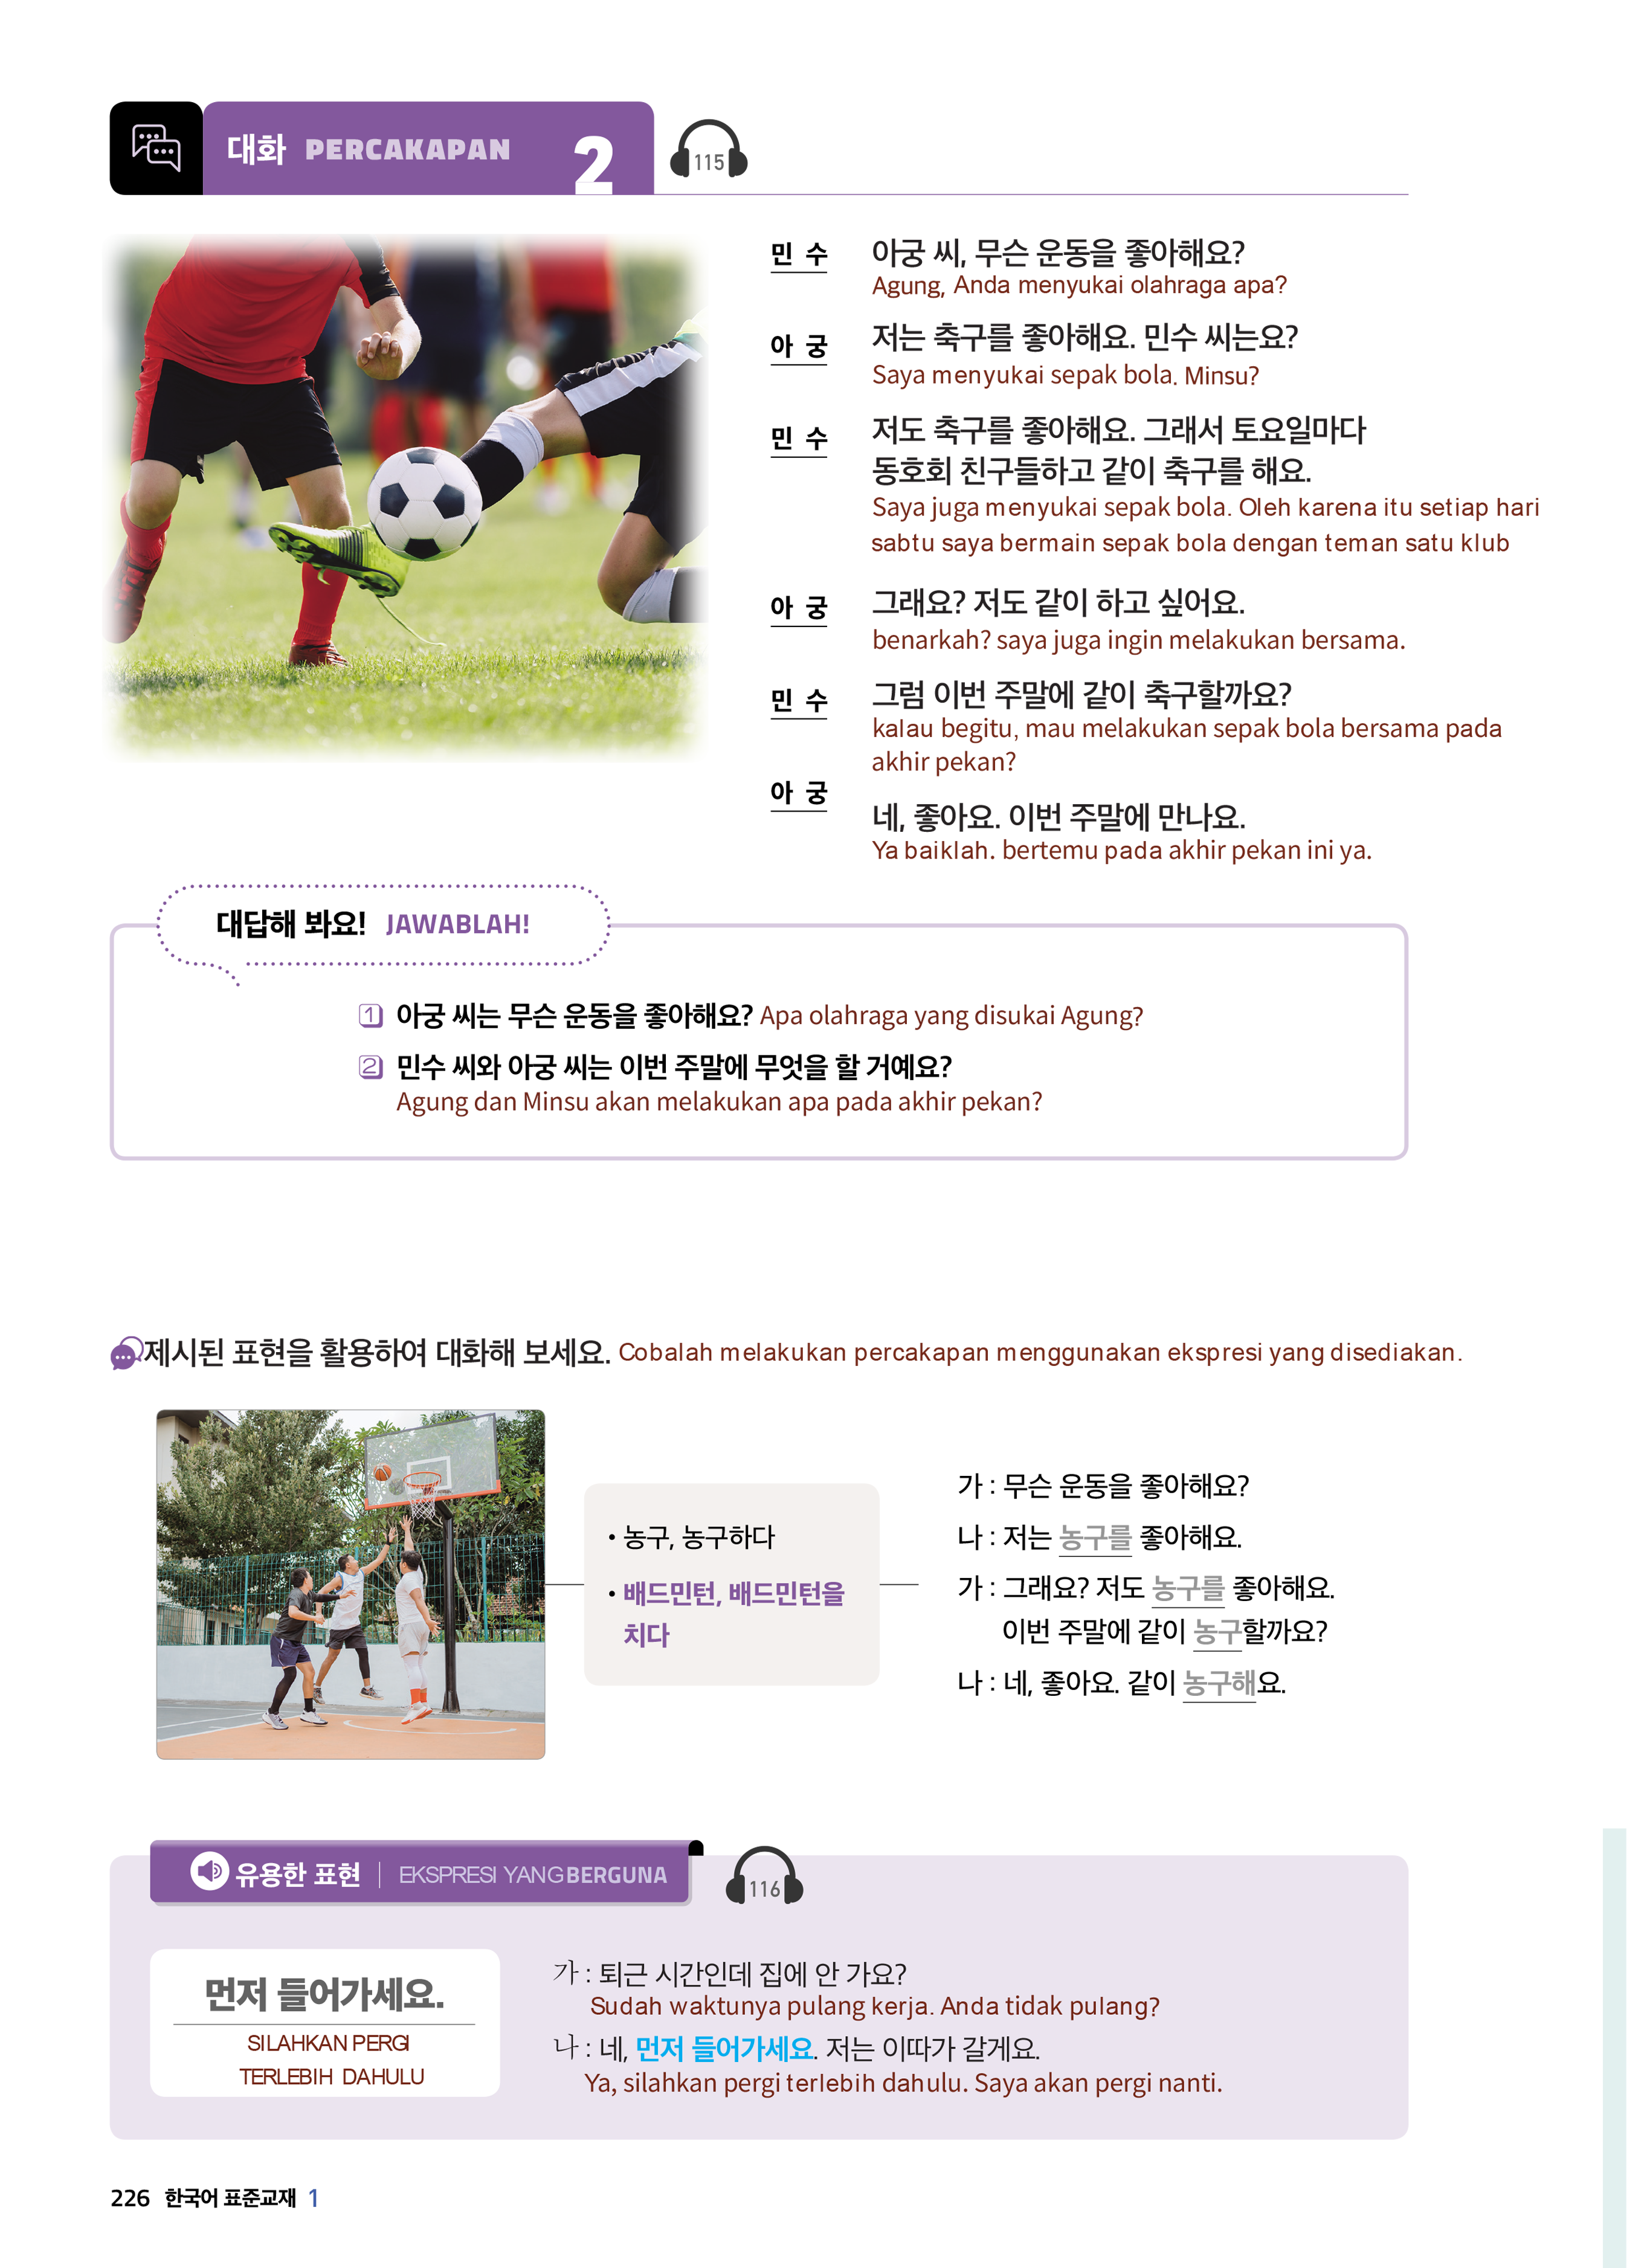 대화 PERCAKAPAN 2
115
민 수 아궁 씨, 무슨 운동을 좋아해요?
Agung, Anda menyukai olahraga apa?
아 궁 저는 축구를 좋아해요. 민수 씨는요?
Saya menyukai sepak bola. Minsu?
민 수 저도 축구를 좋아해요. 그래서 토요일마다
동호회 친구들하고 같이 축구를 해요.
Saya juga menyukai sepak bola. Oleh karena itu setiap hari
sabtu saya bermain sepak bola dengan teman satu klub
아 궁 그래요? 저도 같이 하고 싶어요.
benarkah? saya juga ingin melakukan bersama.
민 수 그럼 이번 주말에 같이 축구할까요?
kalau begitu, mau melakukan sepak bola bersama pada
akhir pekan?
아 궁 네, 좋아요. 이번 주말에 만나요.
Ya baiklah. bertemu pada akhir pekan ini ya.
대답해 봐요! JAWABLAH!
1 아궁 씨는 무슨 운동을 좋아해요? Apa olahraga yang disukai Agung?
2 민수 씨와 아궁 씨는 이번 주말에 무엇을 할 거예요?
Agung dan Minsu akan melakukan apa pada akhir pekan?
제시된 표현을 활용하여 대화해 보세요. Cobalah melakukan percakapan menggunakan ekspresi yang disediakan.
• 농구, 농구하다
• 배드민턴, 배드민턴을
치다
가 : 무슨 운동을 좋아해요?
나 : 저는 농구를 좋아해요.
가 : 그래요? 저도 농구를 좋아해요.
이번 주말에 같이 농구할까요?
나 : 네, 좋아요. 같이 농구해요.
유용한 표현 | EKSPRESI YANG BERGUNA
116
먼저 들어가세요.
SILAHKAN PERGI
TERLEBIH DAHULU
가 : 퇴근 시간인데 집에 안 가요?
Sudah waktunya pulang kerja. Anda tidak pulang?
나 : 네, 먼저 들어가세요. 저는 이따가 갈게요.
Ya, silahkan pergi terlebih dahulu. Saya akan pergi nanti.
226 한국어 표준교재 1